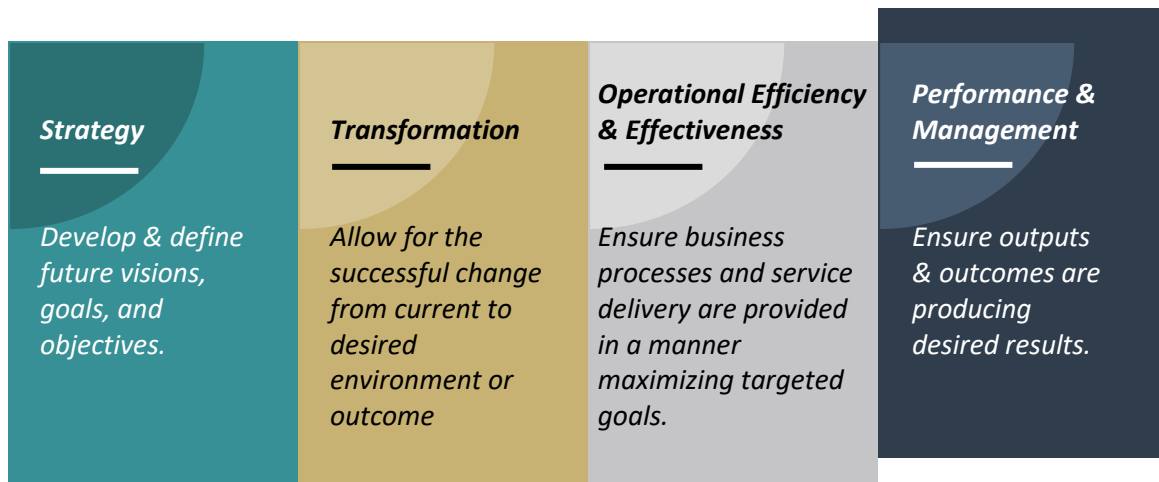 Strategy
Develop & define
future visions,
goals, and
objectives.
Transformation
Allow for the
successful change
from current to
desired
environment or
outcome
Operational Efficiency
& Effectiveness
Ensure business
processes and service
delivery are provided
in a manner
maximizing targeted
goals.
Performance &
Management
Ensure outputs
& outcomes are
producing
desired results.